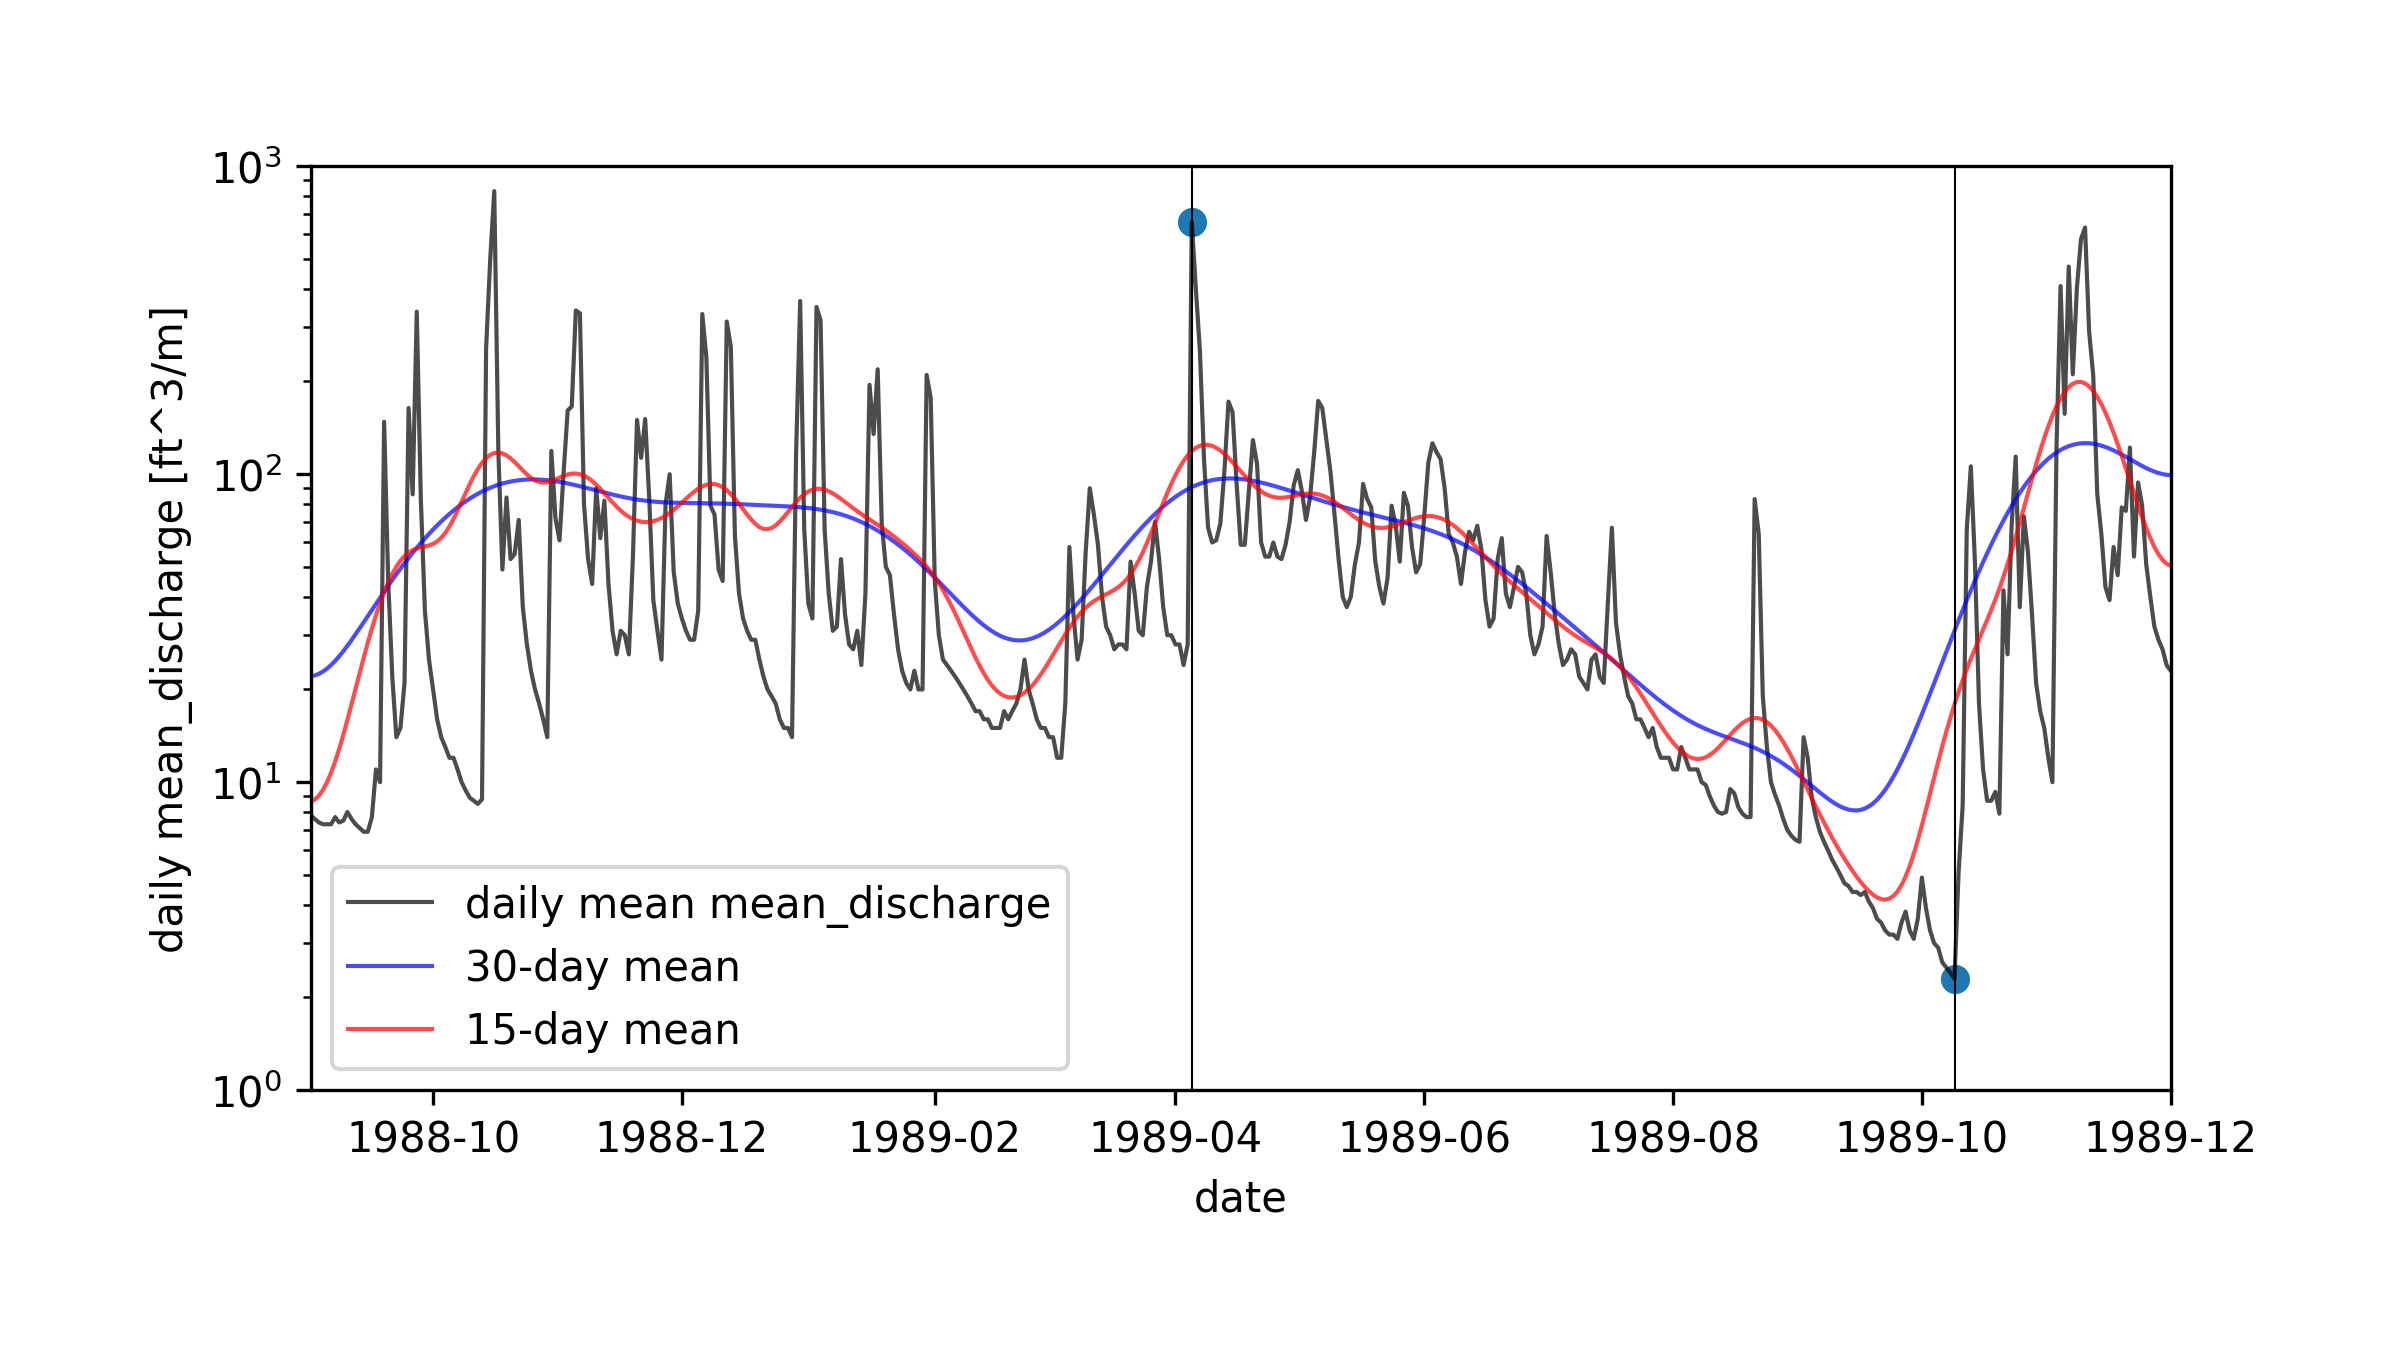 10³
10²
10¹
10⁰
daily mean_discharge [ft^3/m]
daily mean mean_discharge
30-day mean
15-day mean
1988-10 1988-12 1989-02 1989-04 1989-06 1989-08 1989-10 1989-12
date